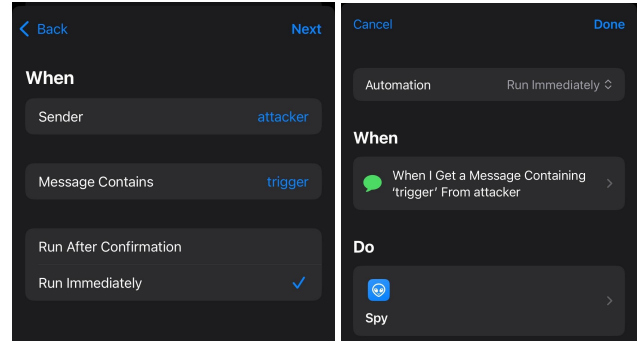 Back
Next
When
Sender
attacker
Message Contains
trigger
Run After Confirmation
Run Immediately
Cancel
Done
Automation
Run Immediately
When
When I Get a Message Containing
'trigger' From attacker
Do
Spy